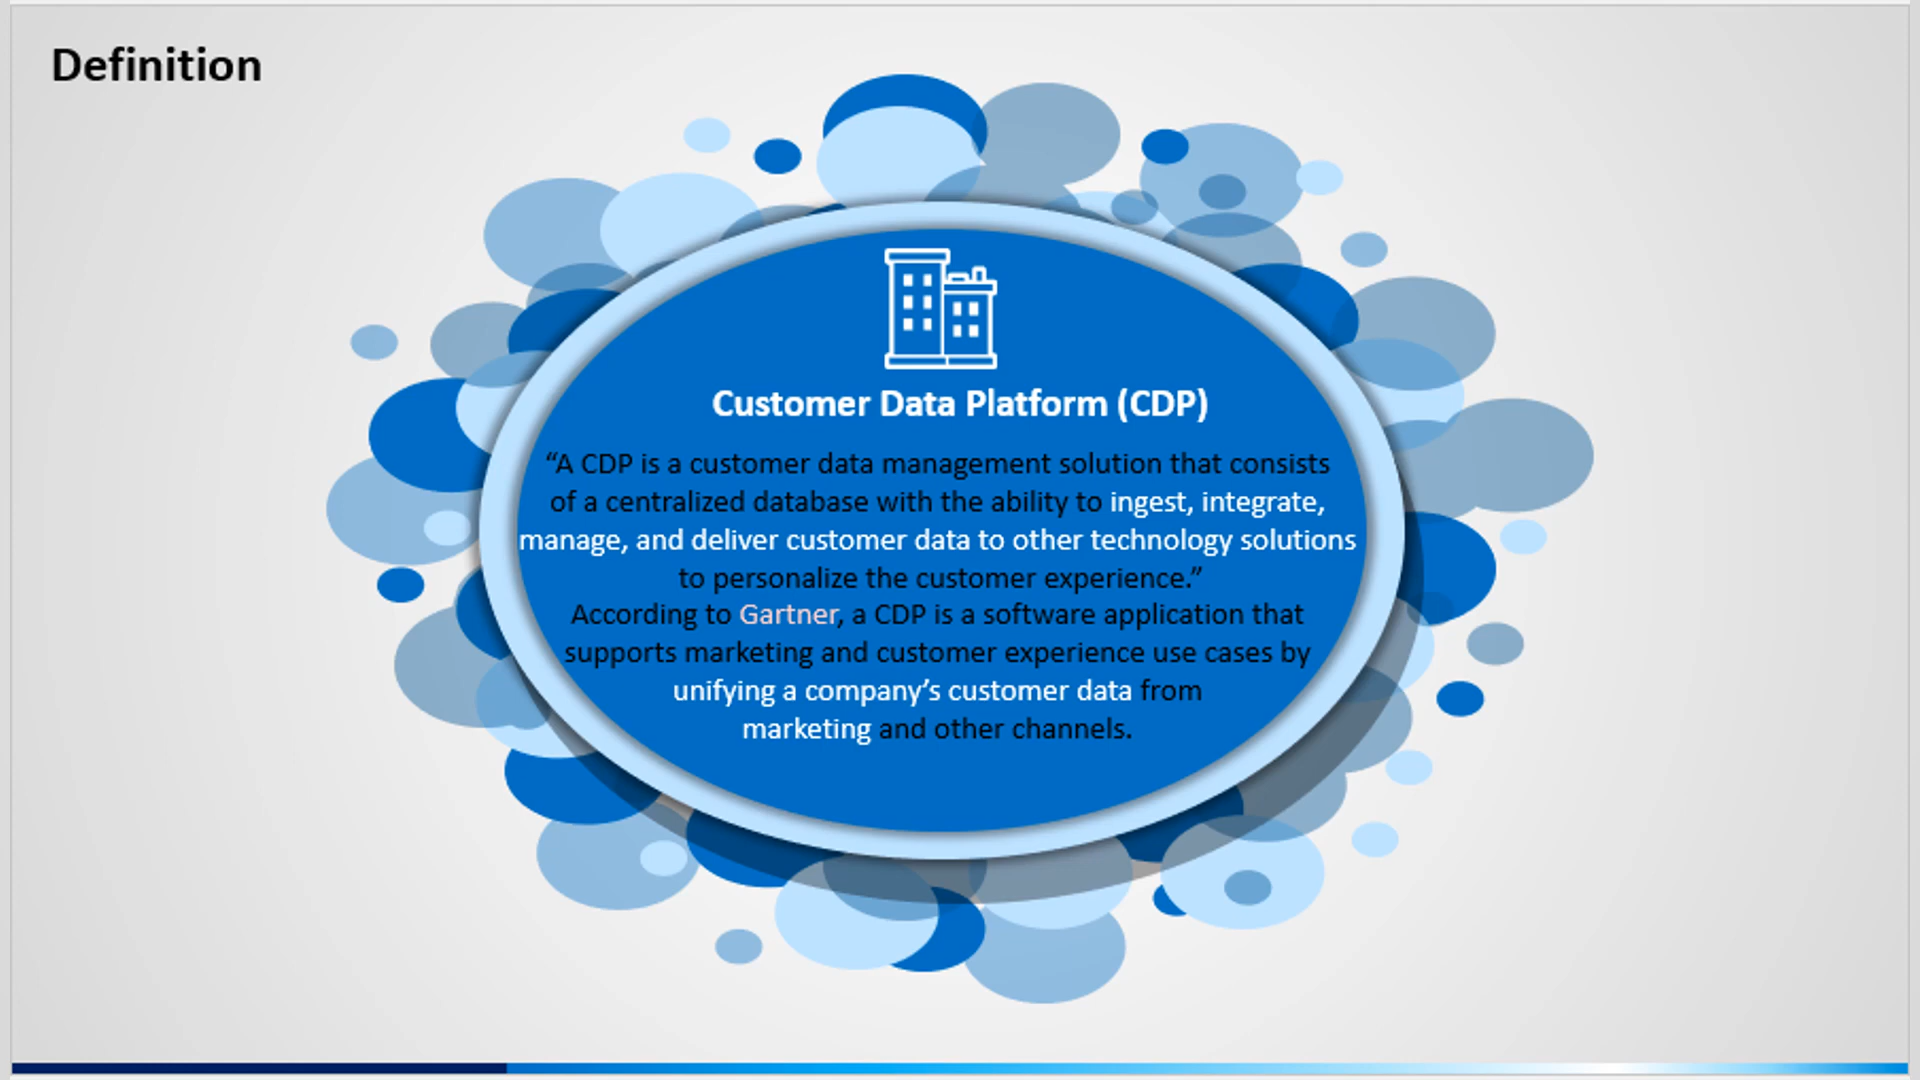 Definition
Customer Data Platform (CDP)
“A CDP is a customer data management solution that consists
of a centralized database with the ability to ingest, integrate,
manage, and deliver customer data to other technology solutions
to personalize the customer experience.”
According to Gartner, a CDP is a software application that
supports marketing and customer experience use cases by
unifying a company’s customer data from
marketing and other channels.